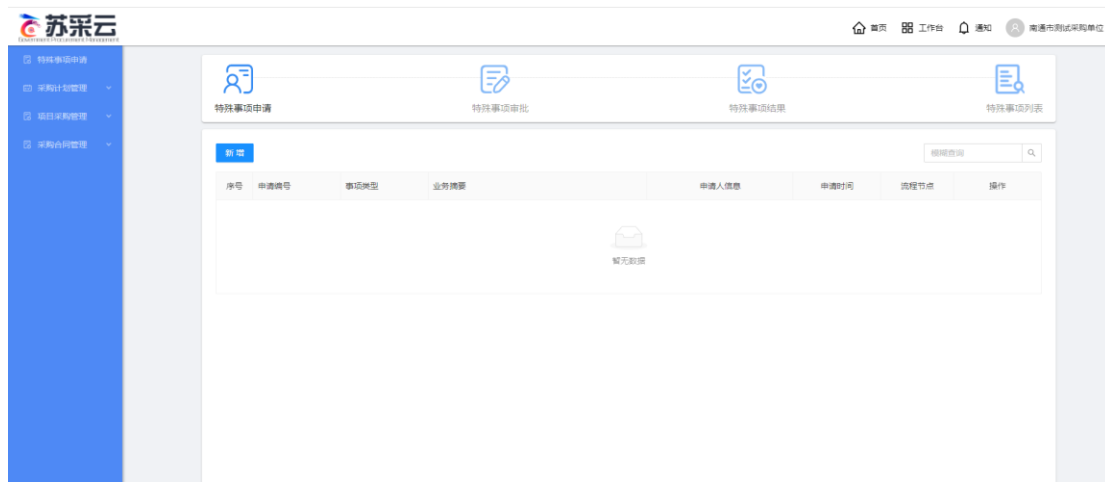 苏采云
Government Procurement Management
首页 工作台 通知 南通市测试采购单位
特殊事项申请
采购计划管理
项目采购管理
采购合同管理
特殊事项申请 特殊事项审批 特殊事项结果 特殊事项列表
新增 模糊查询
序号 申请编号 事项类型 业务摘要 申请人信息 申请时间 流程节点 操作
暂无数据